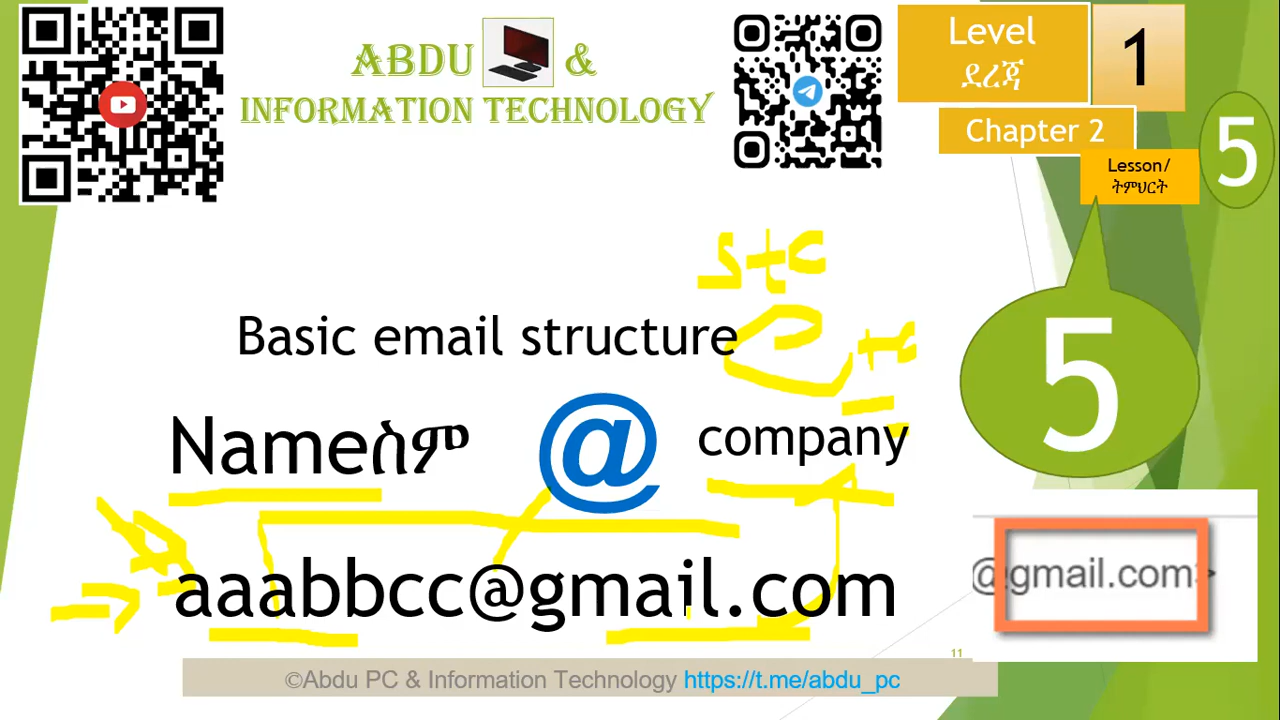 ABDU &
INFORMATION TECHNOLOGY
Level
ደረጃ
1
Chapter 2
Lesson/
ትምህርት
5
5
stc
Basic email structure
Nameስም @ company
aaabbcc@gmail.com
@gmail.com>
11
©Abdu PC & Information Technology https://t.me/abdu_pc